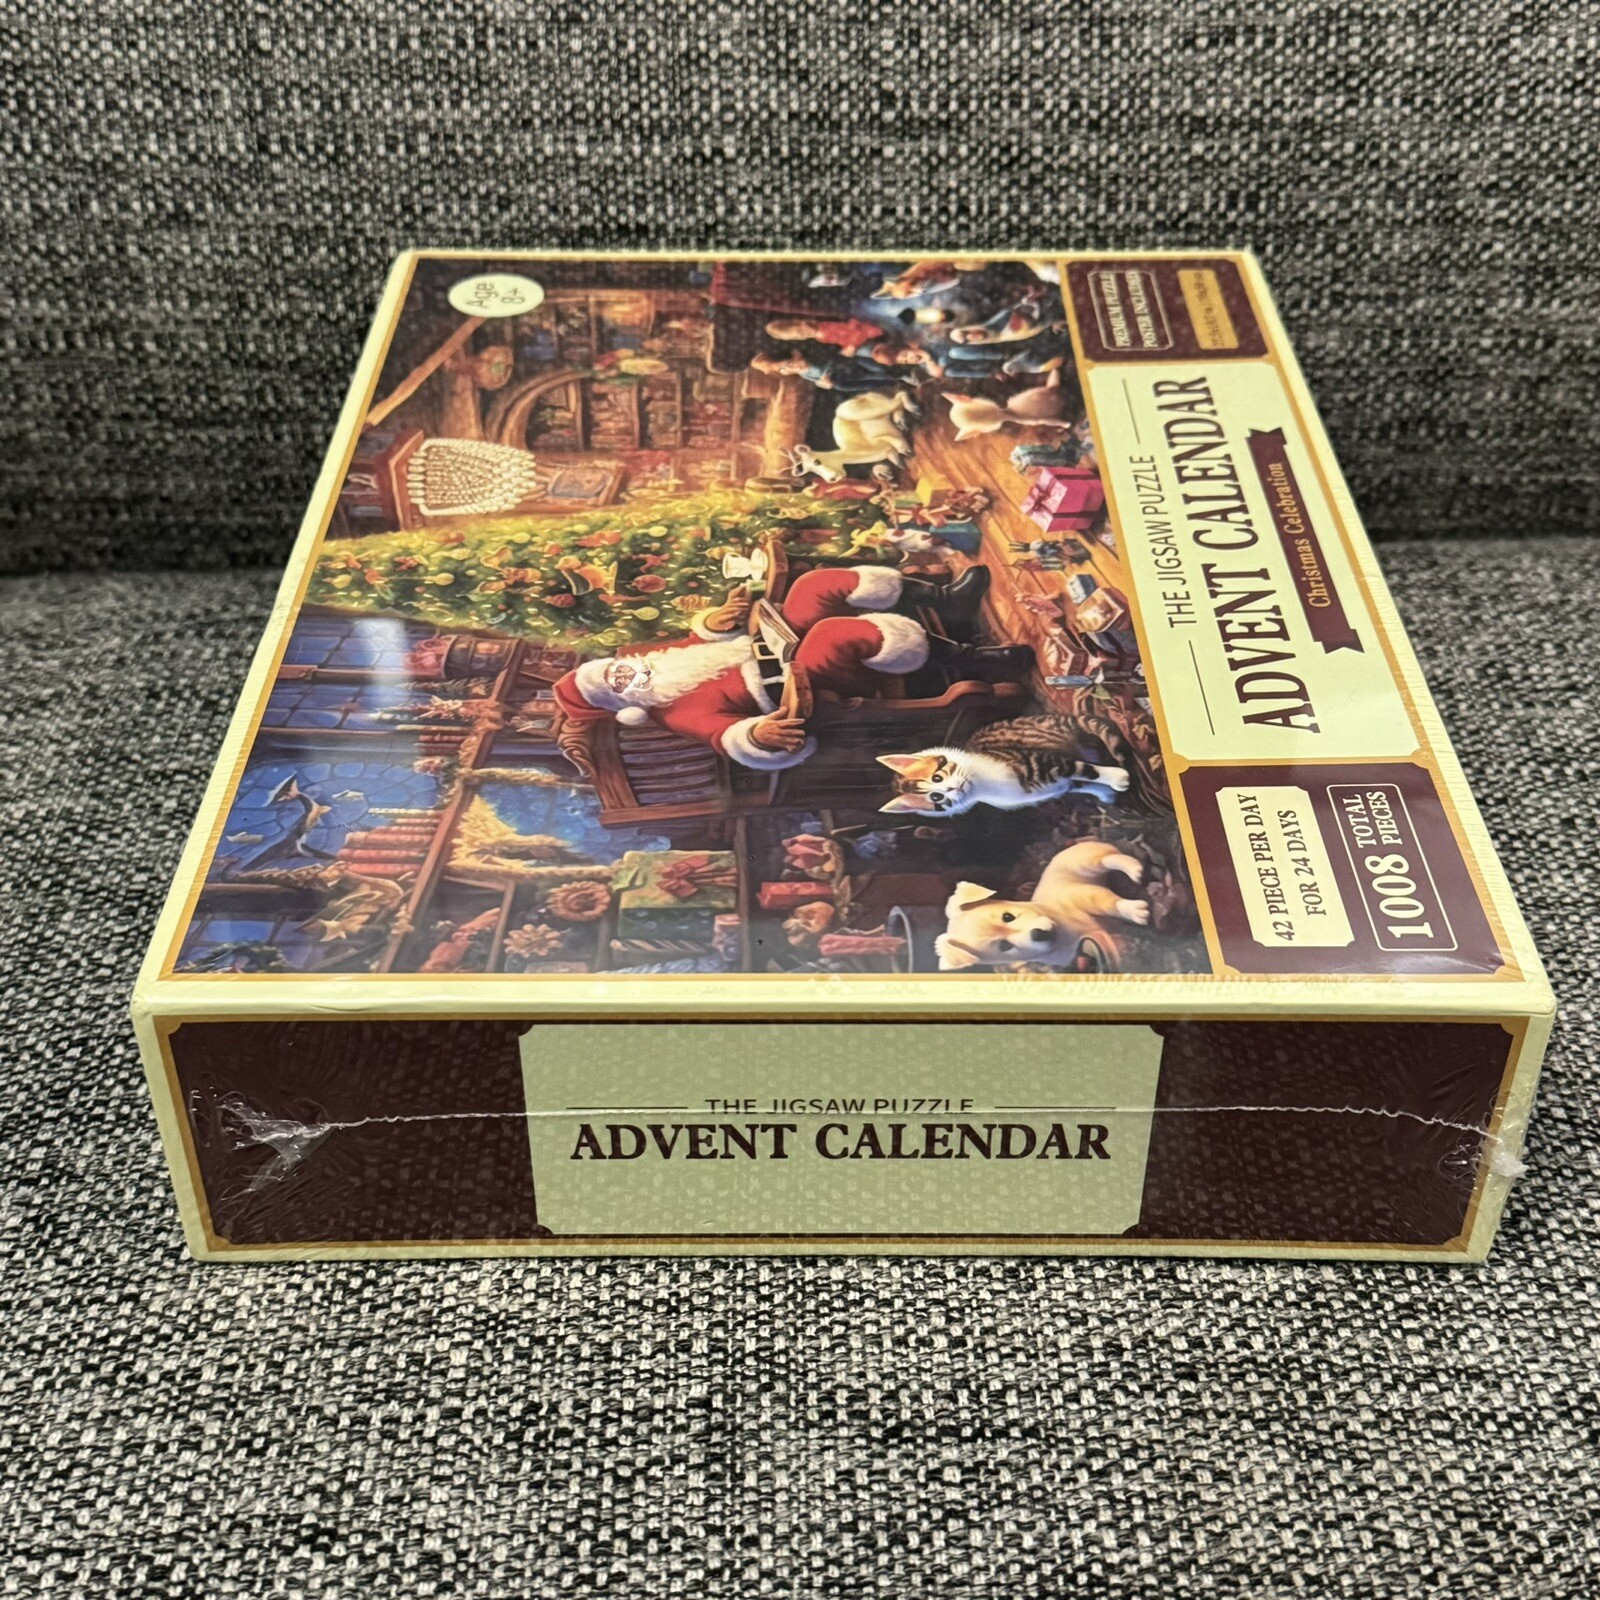 Age
8+
PREMIUM PUZZLE
POSTER INCLUDED
THE JIGSAW PUZZLE
ADVENT CALENDAR
Christmas Celebration
42 PIECE PER DAY
FOR 24 DAYS
1008 TOTAL
PIECES
THE JIGSAW PUZZLE
ADVENT CALENDAR